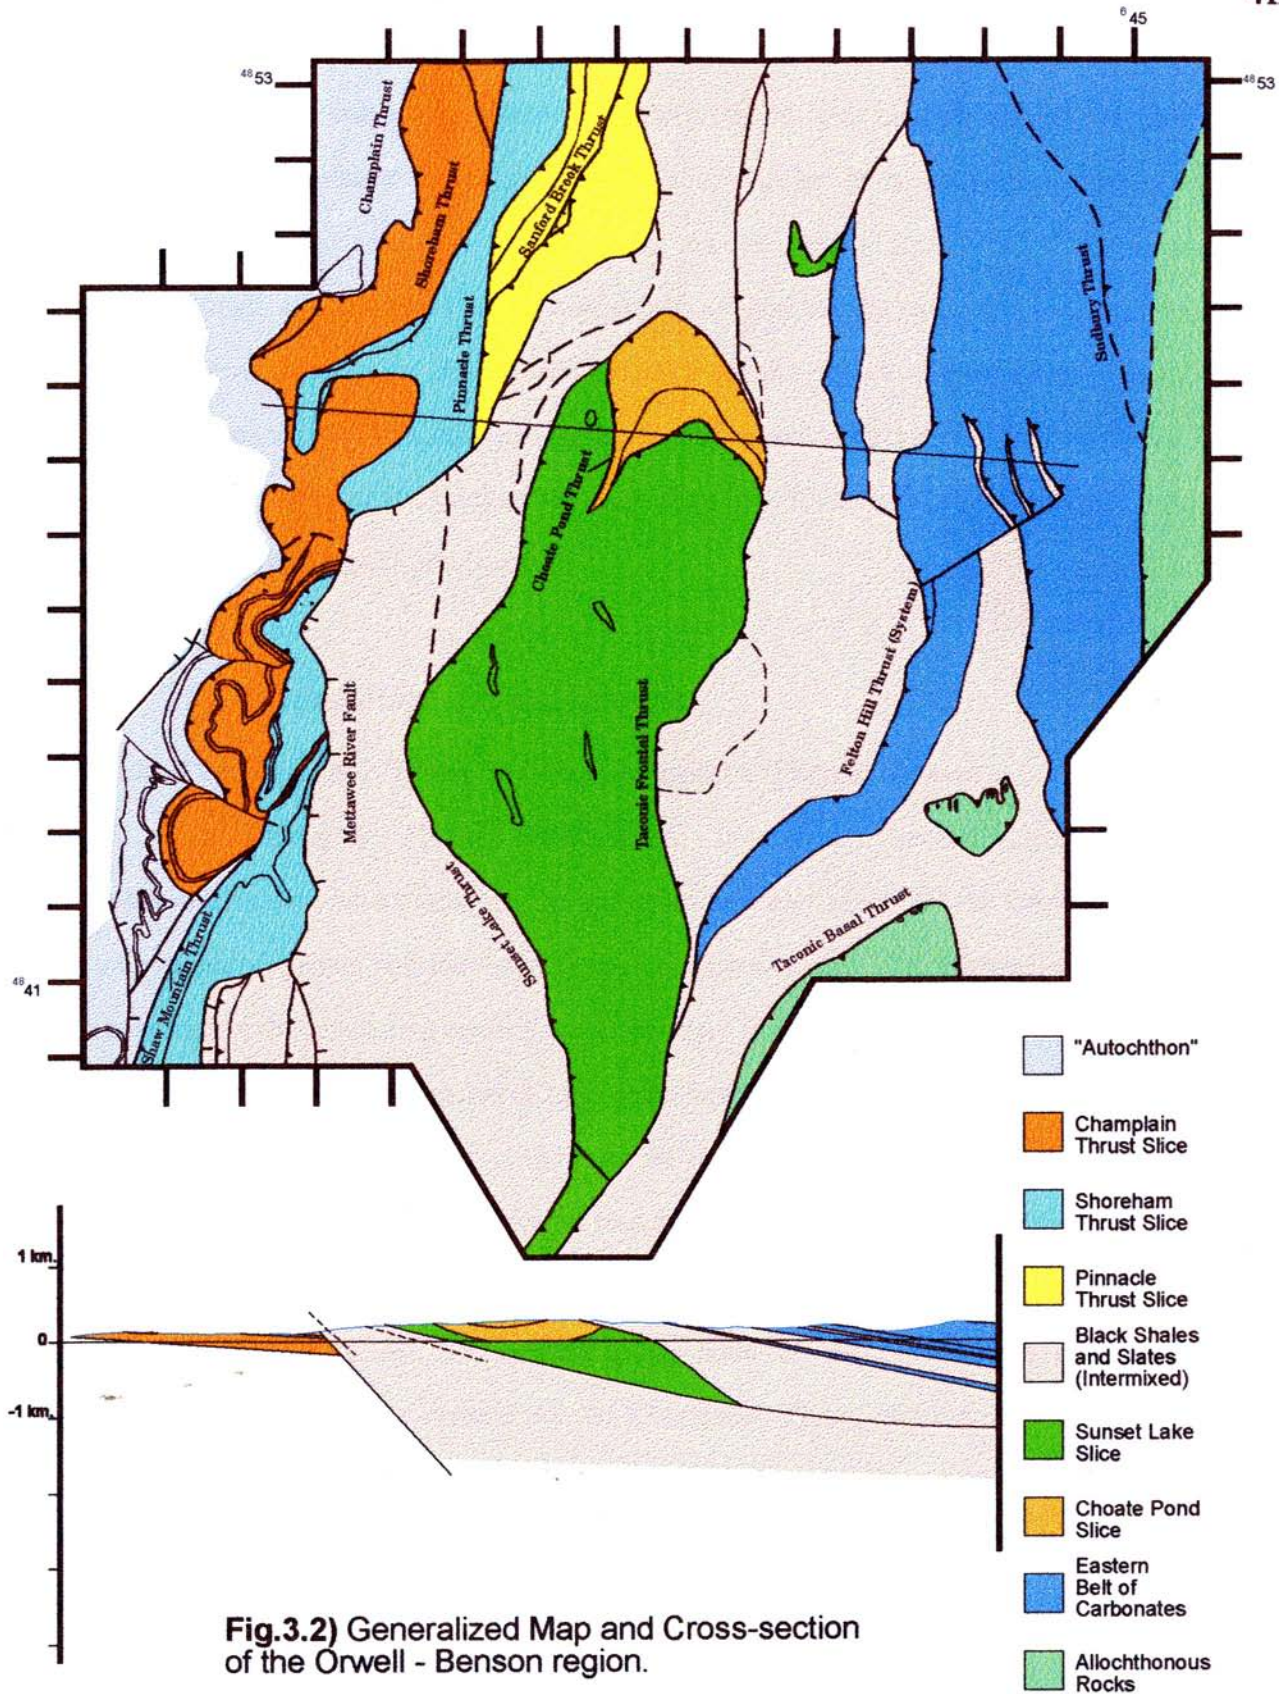 6 45
48 53
48 53
Champlain Thrust
Shoreham Thrust
Sanford Brook Thrust
Pinnacle Thrust
Sudbury Thrust
Choate Pond Thrust
Felton Hill Thrust (System)
Mettawee River Fault
Taconic Frontal Thrust
Sunset Lake Thrust
Taconic Basal Thrust
Shaw Mountain Thrust
48 41
"Autochthon"
Champlain
Thrust Slice
Shoreham
Thrust Slice
Pinnacle
Thrust Slice
Black Shales
and Slates
(Intermixed)
Sunset Lake
Slice
Choate Pond
Slice
Eastern
Belt of
Carbonates
Allochthonous
Rocks
1 km.
0
-1 km.
Fig.3.2) Generalized Map and Cross-section
of the Orwell - Benson region.